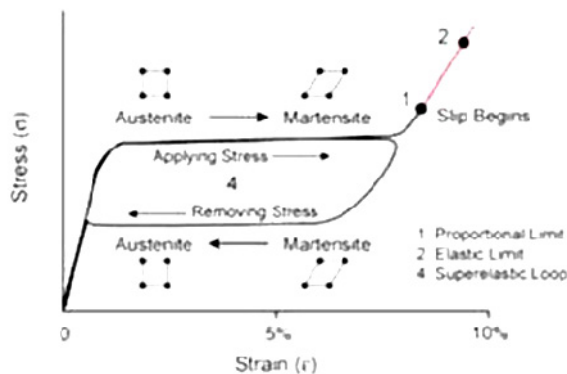 2
1
Slip Begins
Austenite
Martensite
Applying Stress
4
Removing Stress
Austenite
Martensite
1 Proportional Limit
2 Elastic Limit
4 Superelastic Loop
Stress (σ)
0
5%
10%
Strain (ε)